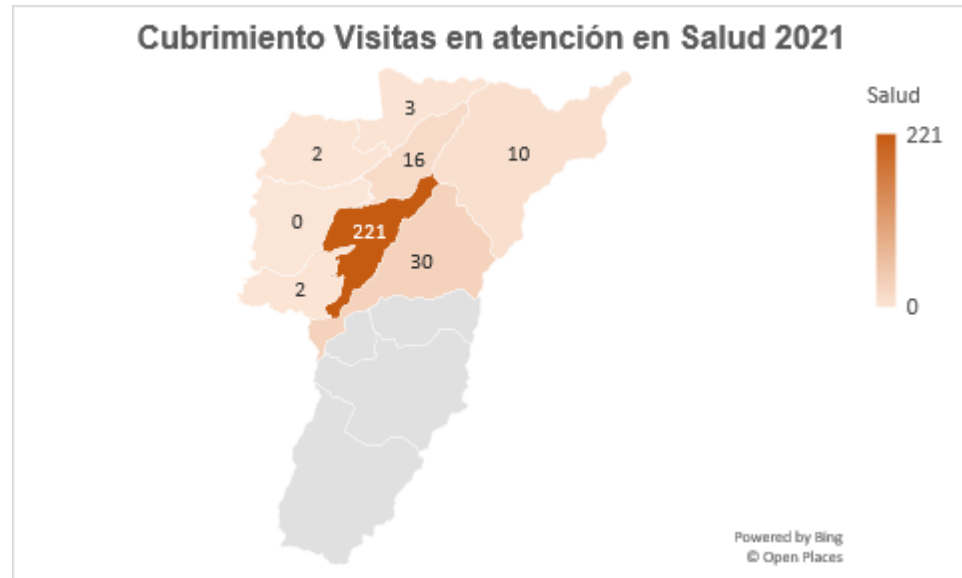 Cubrimiento Visitas en atención en Salud 2021
Salud
221
0
3
2
16
10
0
221
30
2
Powered by Bing
© Open Places